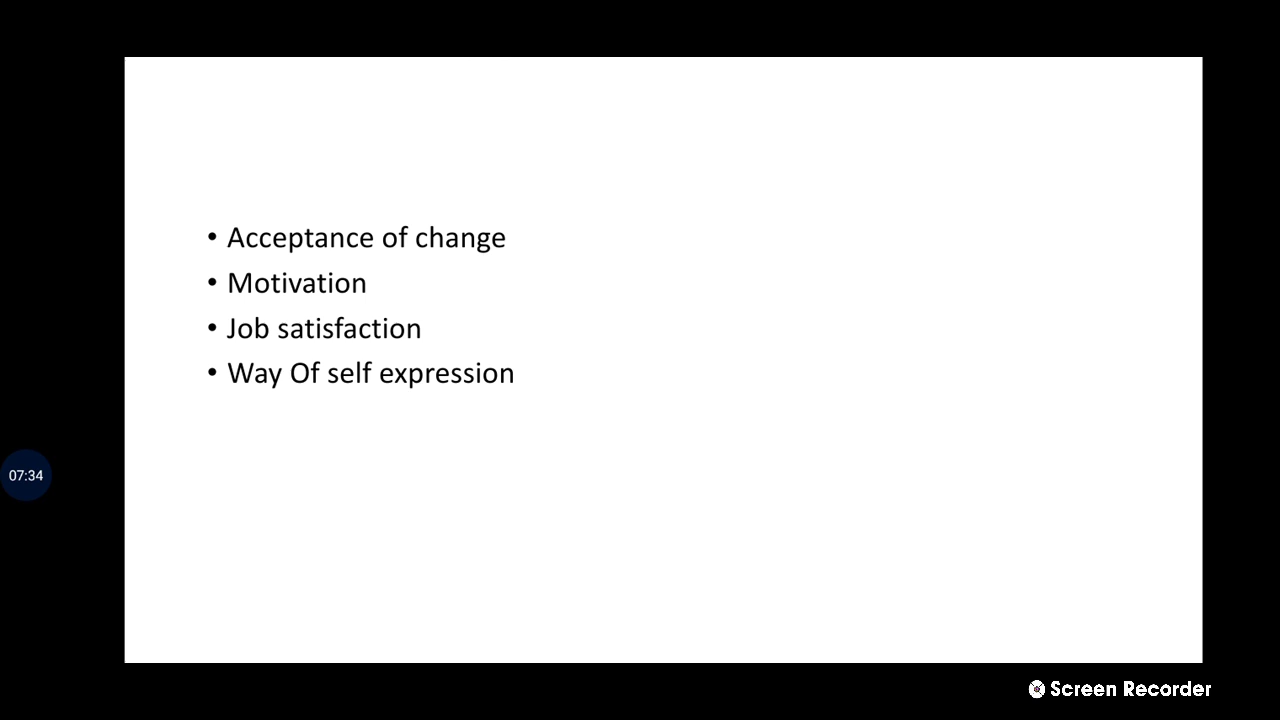 • Acceptance of change
• Motivation
• Job satisfaction
• Way Of self expression
07:34
Screen Recorder